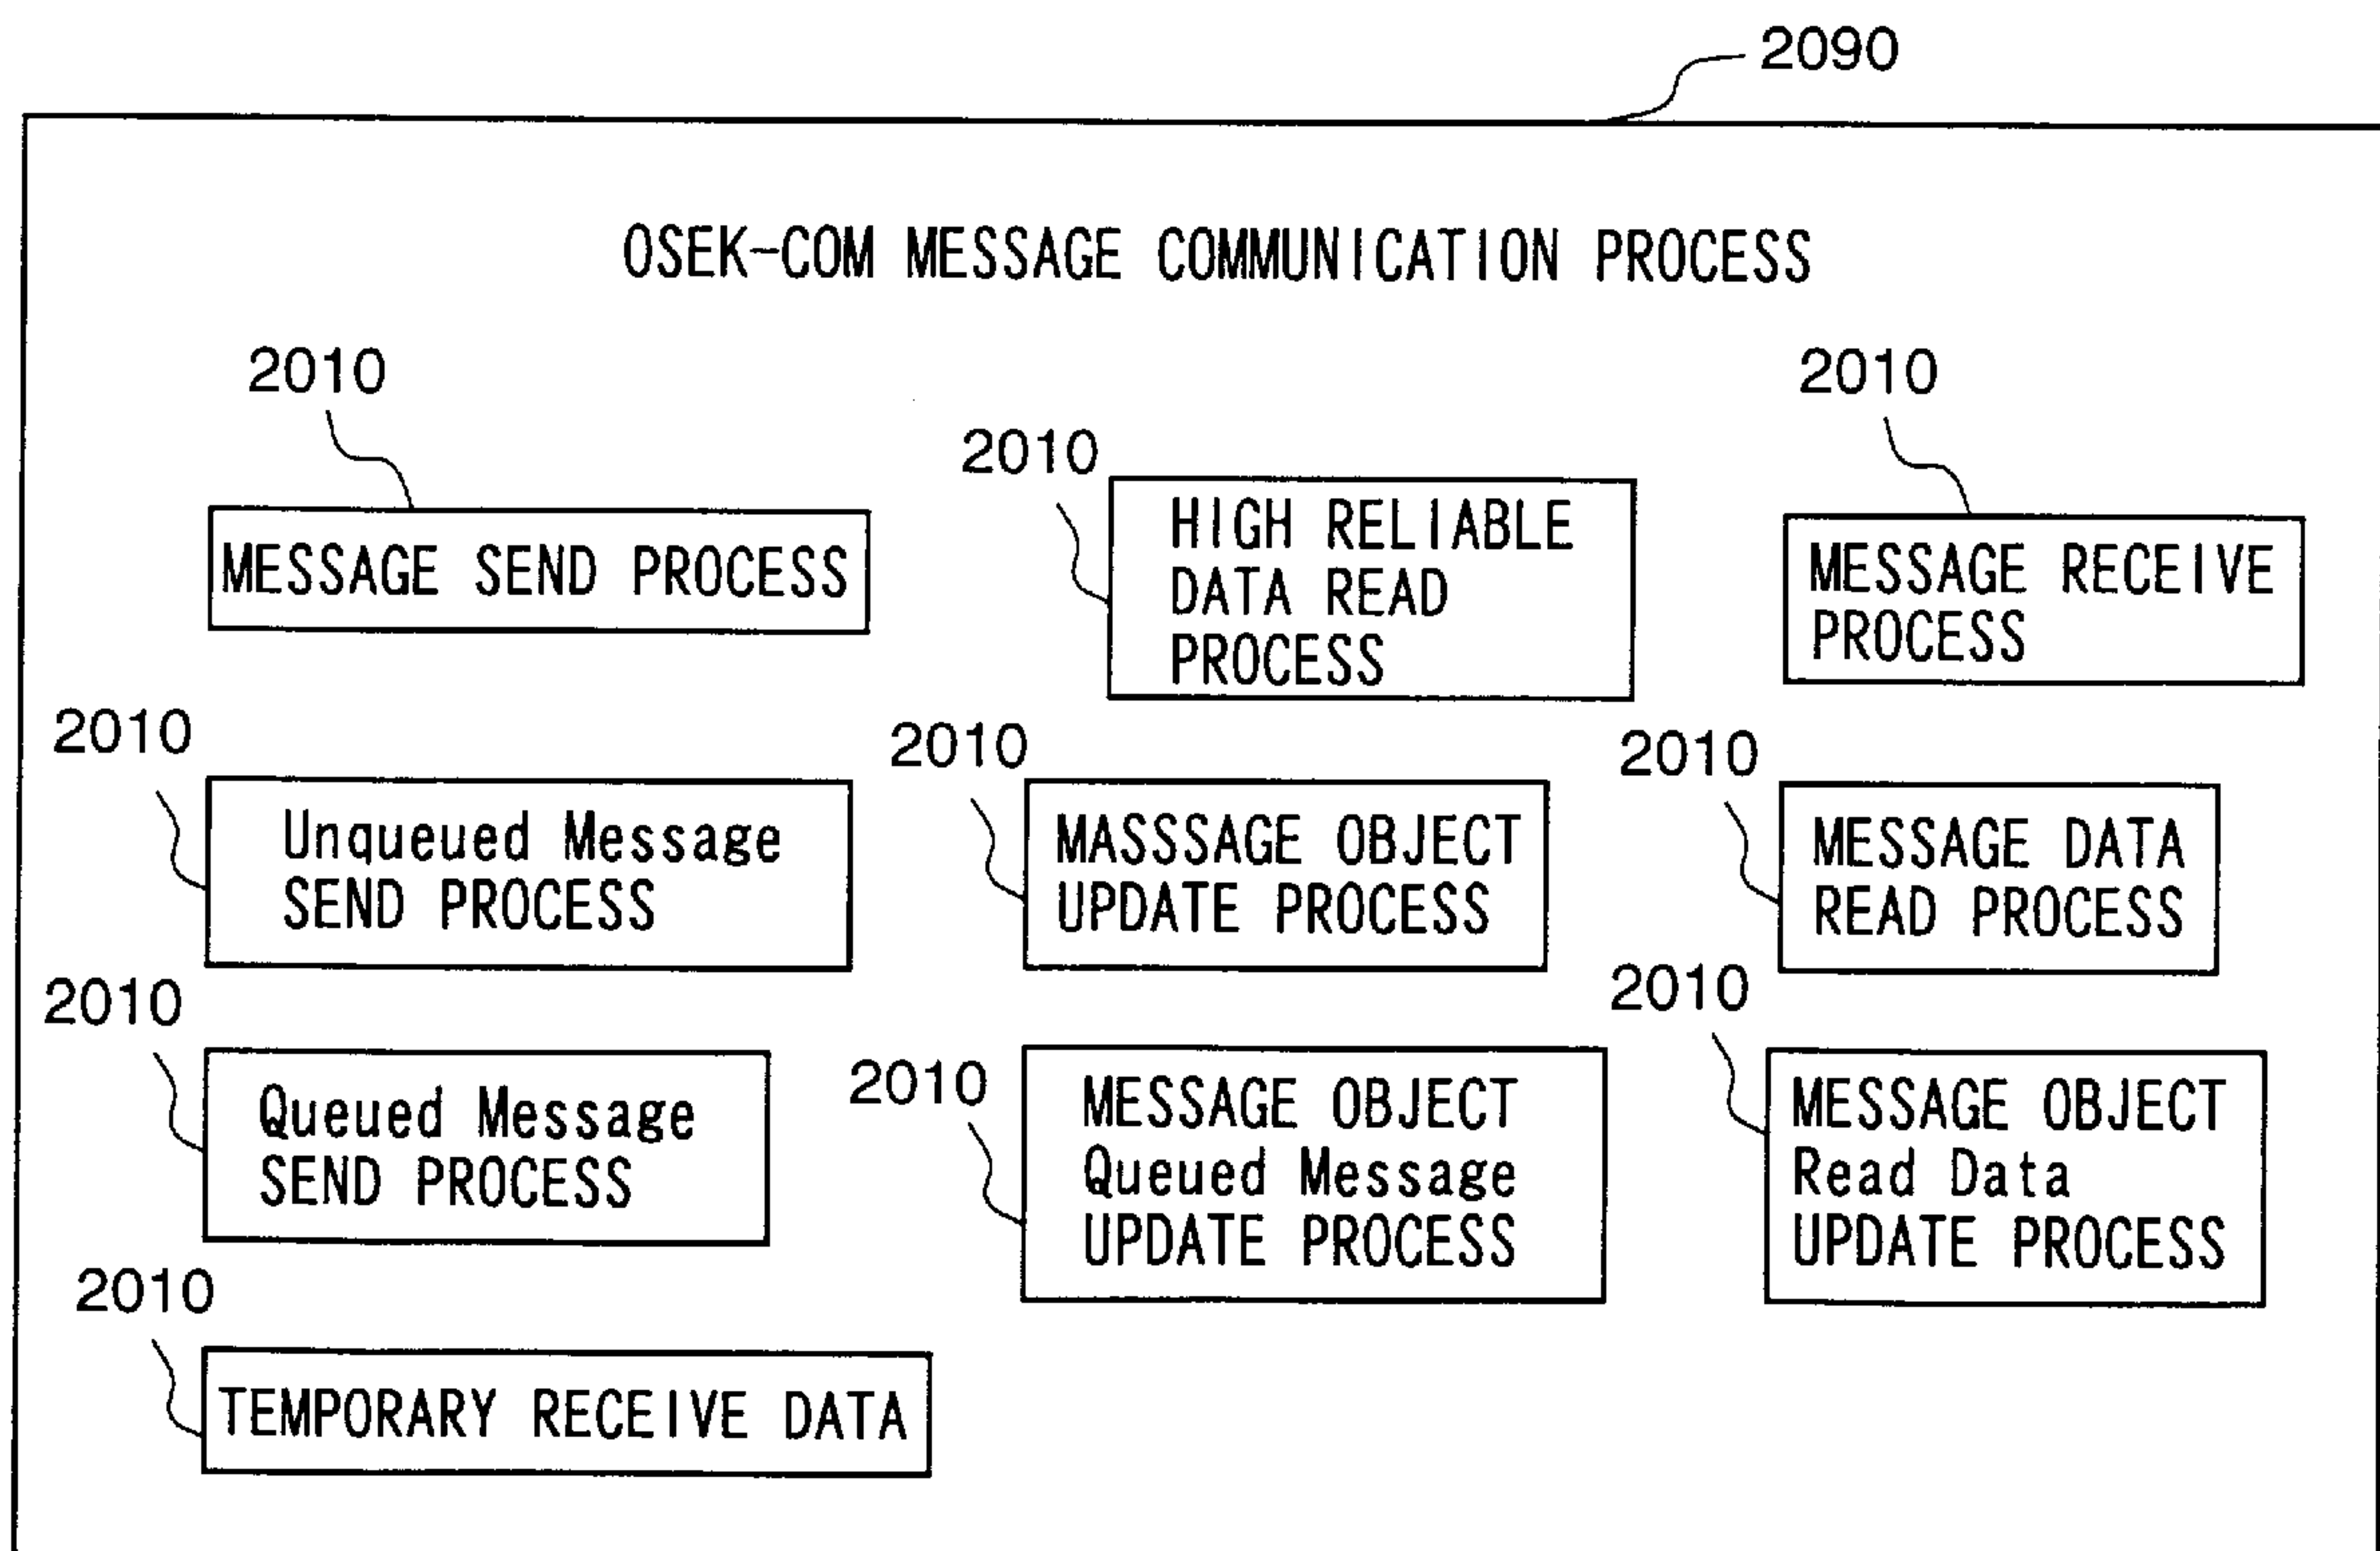 2090
OSEK-COM MESSAGE COMMUNICATION PROCESS
2010
MESSAGE SEND PROCESS
2010
HIGH RELIABLE
DATA READ
PROCESS
2010
MESSAGE RECEIVE
PROCESS
2010
Unqueued Message
SEND PROCESS
2010
MASSSAGE OBJECT
UPDATE PROCESS
2010
MESSAGE DATA
READ PROCESS
2010
Queued Message
SEND PROCESS
2010
MESSAGE OBJECT
Queued Message
UPDATE PROCESS
2010
MESSAGE OBJECT
Read Data
UPDATE PROCESS
2010
TEMPORARY RECEIVE DATA